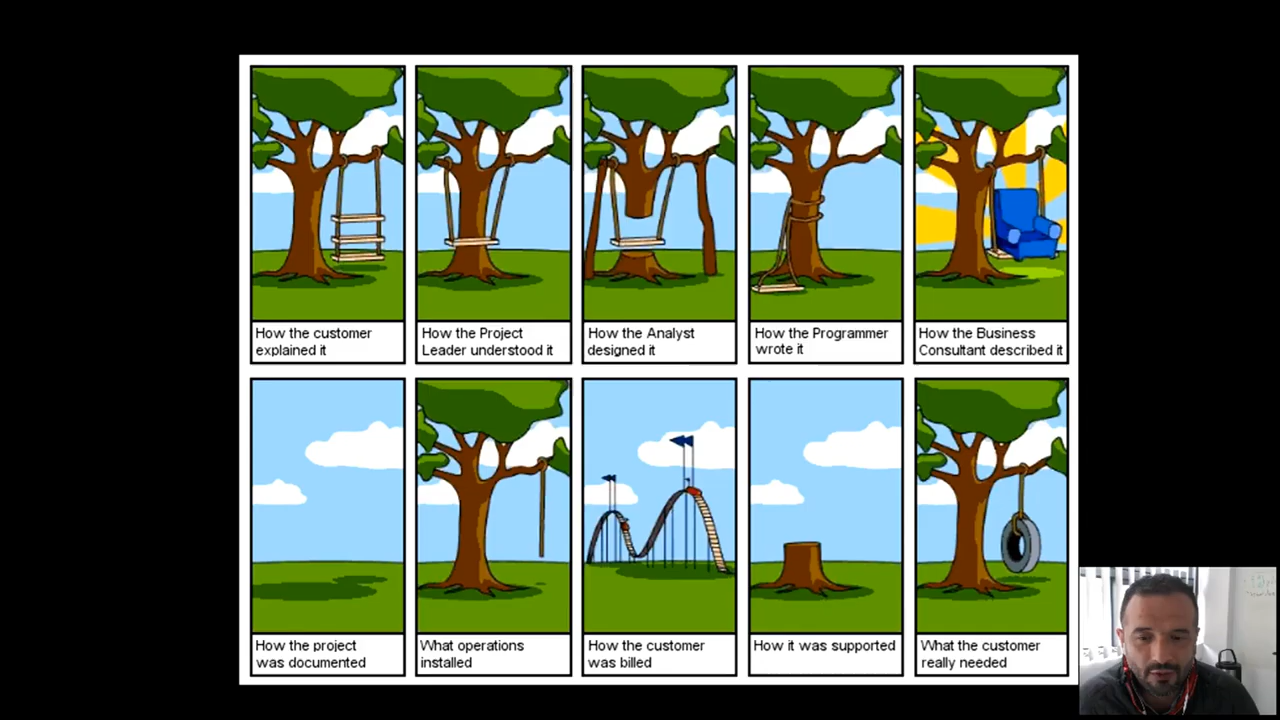 How the customer
explained it
How the Project
Leader understood it
How the Analyst
designed it
How the Programmer
wrote it
How the Business
Consultant described it
How the project
was documented
What operations
installed
How the customer
was billed
How it was supported
What the customer
really needed